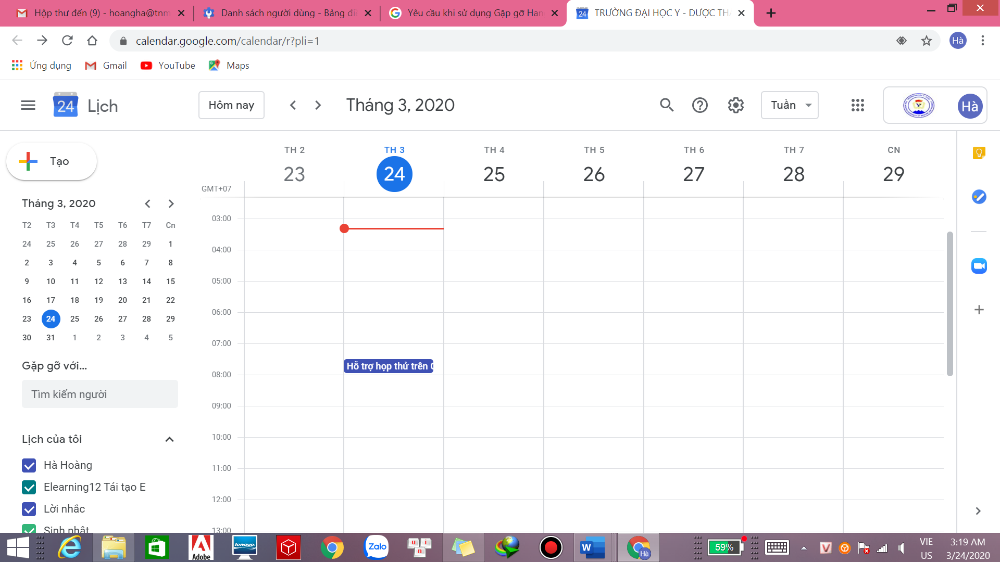 Hộp thư đến (9) - hoangha@tnm
Danh sách người dùng - Bảng đi
Yêu cầu khi sử dụng Gặp gỡ Han
TRƯỜNG ĐẠI HỌC Y - DƯỢC THÁ
calendar.google.com/calendar/r?pli=1
Hà
Ứng dụng
Gmail
YouTube
Maps
24
Lịch
Hôm nay
Tháng 3, 2020
Tuần
Hà
Tạo
TH 2
TH 3
TH 4
TH 5
TH 6
TH 7
CN
23
24
25
26
27
28
29
GMT+07
Tháng 3, 2020
T2 T3 T4 T5 T6 T7 Cn
24 25 26 27 28 29 1
2 3 4 5 6 7 8
9 10 11 12 13 14 15
16 17 18 19 20 21 22
23 24 25 26 27 28 29
30 31 1 2 3 4 5
Gặp gỡ với...
Tìm kiếm người
Lịch của tôi
Hà Hoàng
Elearning12 Tái tạo E
Lời nhắc
Sinh nhật
03:00
04:00
05:00
06:00
07:00
Hỗ trợ họp thử trên
08:00
09:00
10:00
11:00
12:00
13:00
Adobe
lenovo
Zalo
u i n
W
Hà
59%
V
VIE
US
3:19 AM
3/24/2020